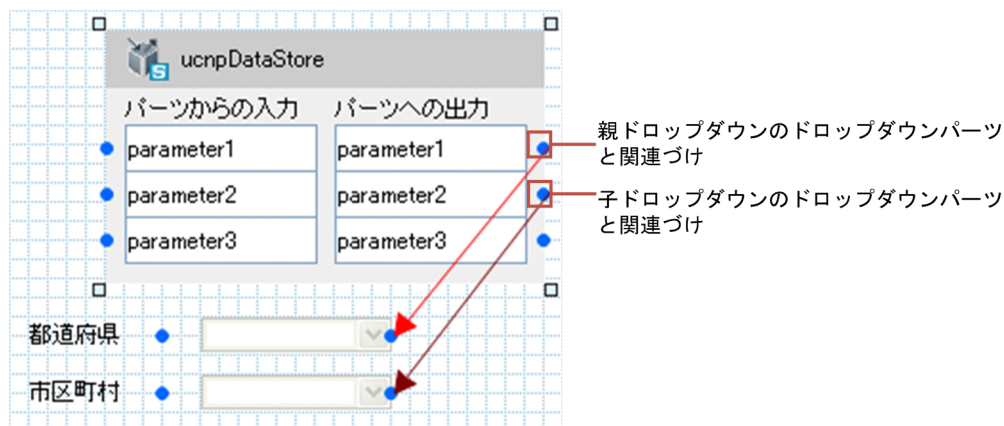 ucnpDataStore
パーツからの入力 パーツへの出力
parameter1 parameter1
parameter2 parameter2
parameter3 parameter3
親ドロップダウンのドロップダウンパーツ
と関連づけ
子ドロップダウンのドロップダウンパーツ
と関連づけ
都道府県
市区町村